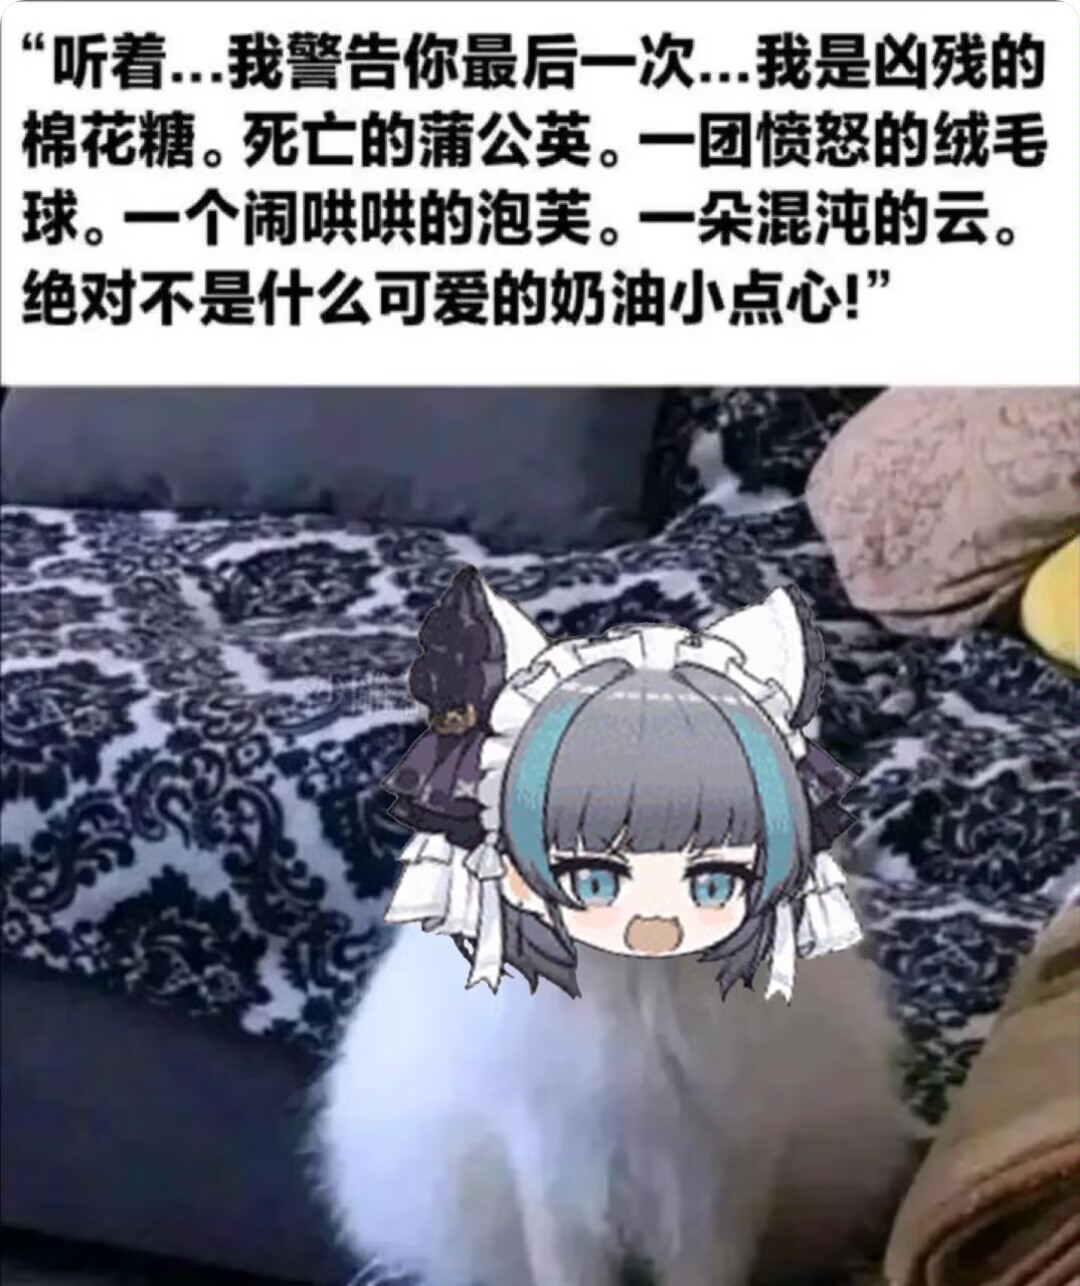 “听着...我警告你最后一次...我是凶残的
棉花糖。死亡的蒲公英。一团愤怒的绒毛
球。一个闹哄哄的泡芙。一朵混沌的云。
绝对不是什么可爱的奶油小点心!”